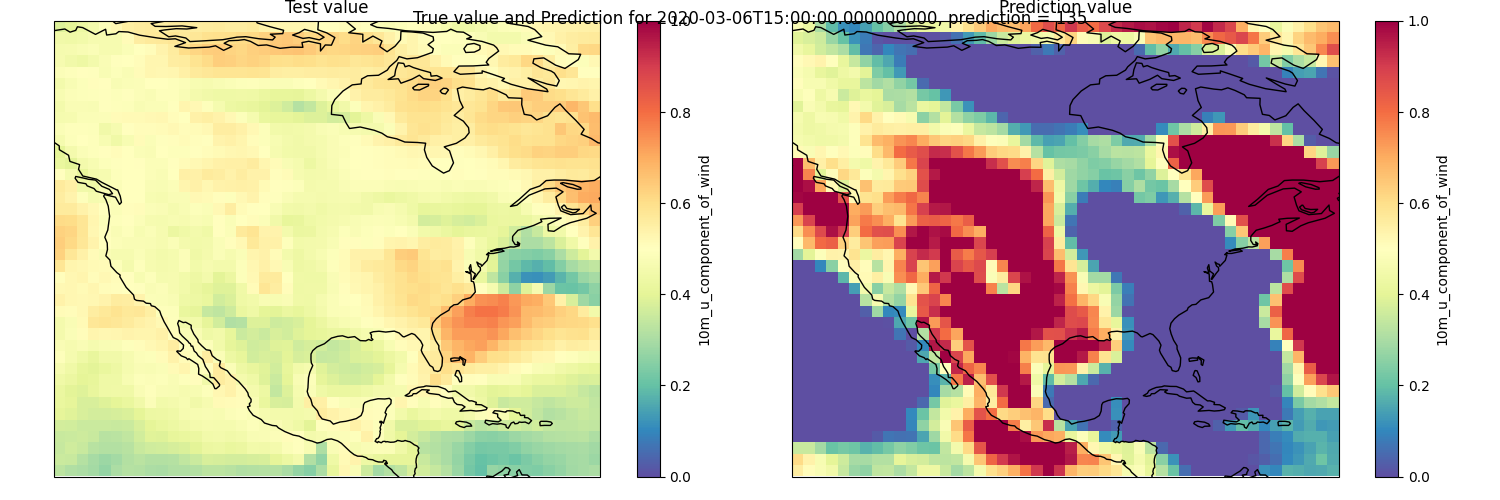 Test value
Prediction value
True value and Prediction for 2020-03-06T15:00:00.000000000, prediction = 135
1.0
0.8
0.6
0.4
0.2
0.0
10m_u_component_of_wind
1.0
0.8
0.6
0.4
0.2
0.0
10m_u_component_of_wind